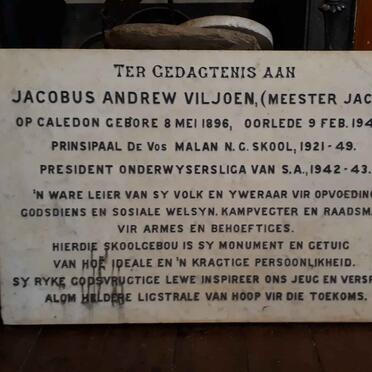 TER GEDAGTENIS AAN
JACOBUS ANDREW VILJOEN, (MEESTER JAC
OP CALEDON GEBORE 8 MEI 1896, OORLEDE 9 FEB. 194
PRINSIPAAL DE VOS MALAN N. G. SKOOL, 1921-49.
PRESIDENT ONDERWYSERSLIGA VAN S.A., 1942-43.
'N WARE LEIER VAN SY VOLK EN YWERAAR VIR OPVOEDING
GODSDIENS EN SOSIALE WELSYN. KAMPVEGTER EN RAADSMA
VIR ARMES EN BEHOEFTIGES.
HIERDIE SKOOLGEBOU IS SY MONUMENT EN GETUIG
VAN HOË IDEALE EN 'N KRAGTIGE PERSOONLIKHEID.
SY RYKE GODSVRUGTIGE LEWE INSPIREER ONS JEUG EN VERSP
ALOM HELDERE LIGSTRALE VAN HOOP VIR DIE TOEKOMS.